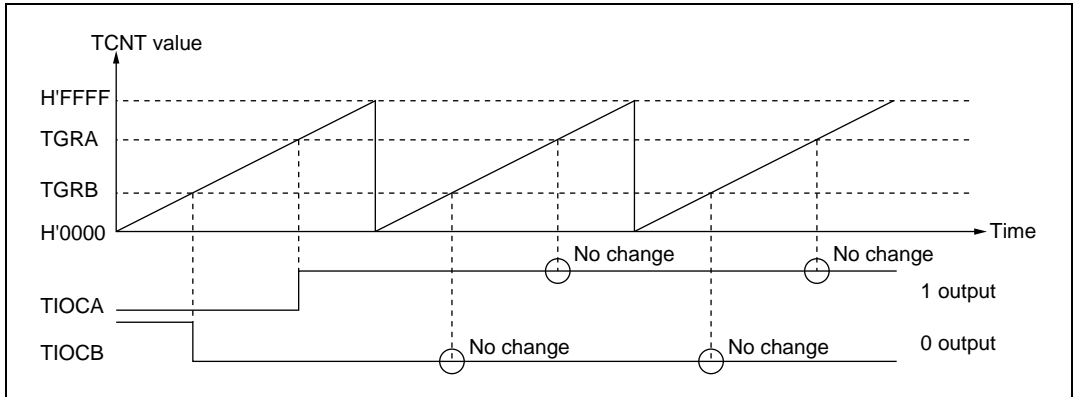 TCNT value
H'FFFF
TGRA
TGRB
H'0000
Time
No change No change
TIOCA
1 output
TIOCB
No change No change
0 output